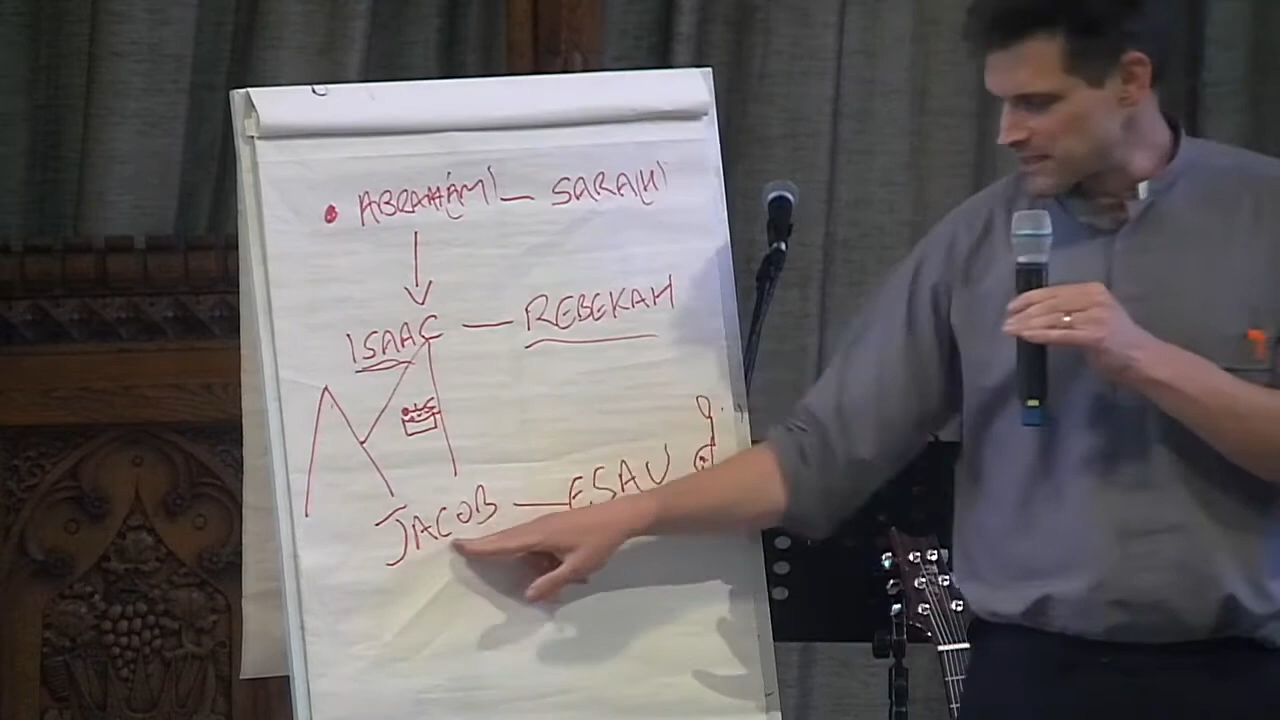 ABRAHAM — SARAH
ISAAC — REBEKAH
JACOB — ESAU